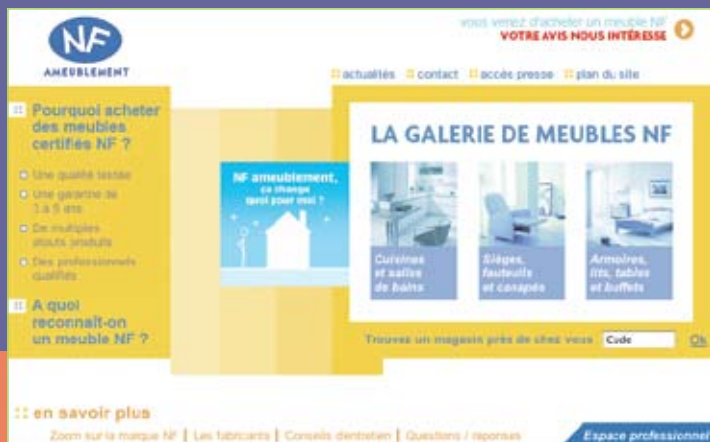 NF
AMEUBLEMENT
vous venez d'acheter un meuble NF
VOTRE AVIS NOUS INTÉRESSE
actualités contact accès presse plan du site
Pourquoi acheter
des meubles
certifiés NF ?
Une qualité testée
Une garantie de
1 à 5 ans
De multiples
atouts produits
Des professionnels
qualifiés
A quoi
reconnaît-on
un meuble NF ?
NF ameublement,
ça change
quoi pour moi ?
LA GALERIE DE MEUBLES NF
Cuisines
et salles
de bains
Sièges,
fauteuils
et canapés
Armoires,
lits, tables
et buffets
Trouvez un magasin près de chez vous Code Ok
en savoir plus
Zoom sur la marque NF | Les fabricants | Conseils d'entretien | Questions / réponses
Espace professionnel